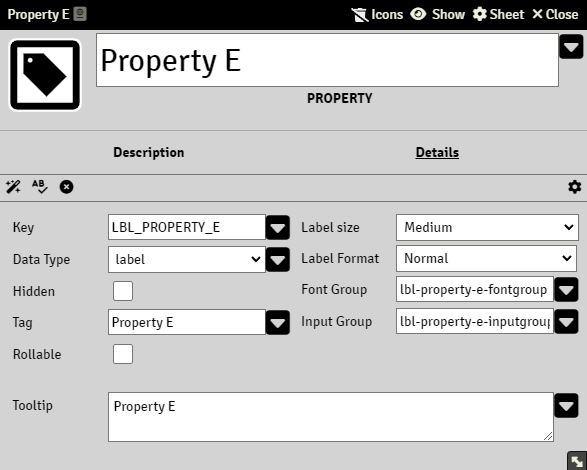 Property E Icons Show Sheet Close
Property E
PROPERTY
Description Details
AB
Key LBL_PROPERTY_E Label size Medium
Data Type label Label Format Normal
Hidden Font Group lbl-property-e-fontgroup
Tag Property E Input Group lbl-property-e-inputgroup
Rollable
Tooltip Property E